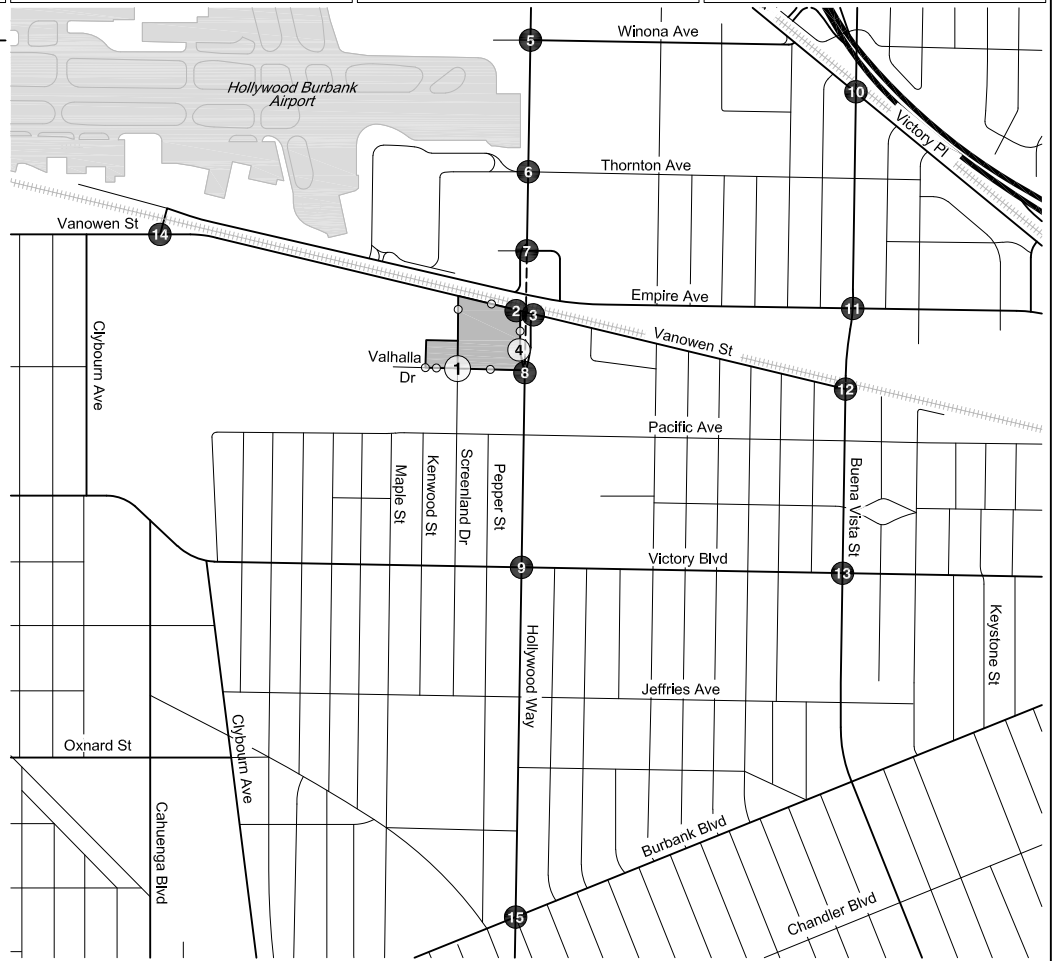 5
Winona Ave
Hollywood Burbank
Airport
10
Victory Pl
6
Thornton Ave
Vanowen St
14
7
Empire Ave
11
2
3
Vanowen St
4
Valhalla
Dr
1
8
12
Clybourn Ave
Pacific Ave
Maple St
Kenwood St
Screenland Dr
Pepper St
Buena Vista St
9
Victory Blvd
13
Hollywood Way
Keystone St
Jeffries Ave
Clybourn Ave
Oxnard St
Cahuenga Blvd
Burbank Blvd
Chandler Blvd
15